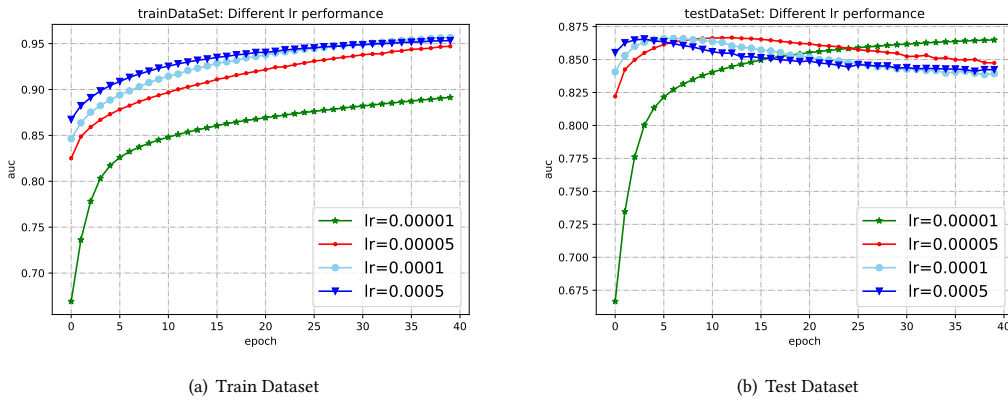 trainDataSet: Different lr performance
0.95
0.90
0.85
0.80
0.75
0.70
auc
0 5 10 15 20 25 30 35 40
epoch
lr=0.00001
lr=0.00005
lr=0.0001
lr=0.0005
(a) Train Dataset
testDataSet: Different lr performance
0.875
0.850
0.825
0.800
0.775
0.750
0.725
0.700
0.675
auc
0 5 10 15 20 25 30 35 40
epoch
lr=0.00001
lr=0.00005
lr=0.0001
lr=0.0005
(b) Test Dataset